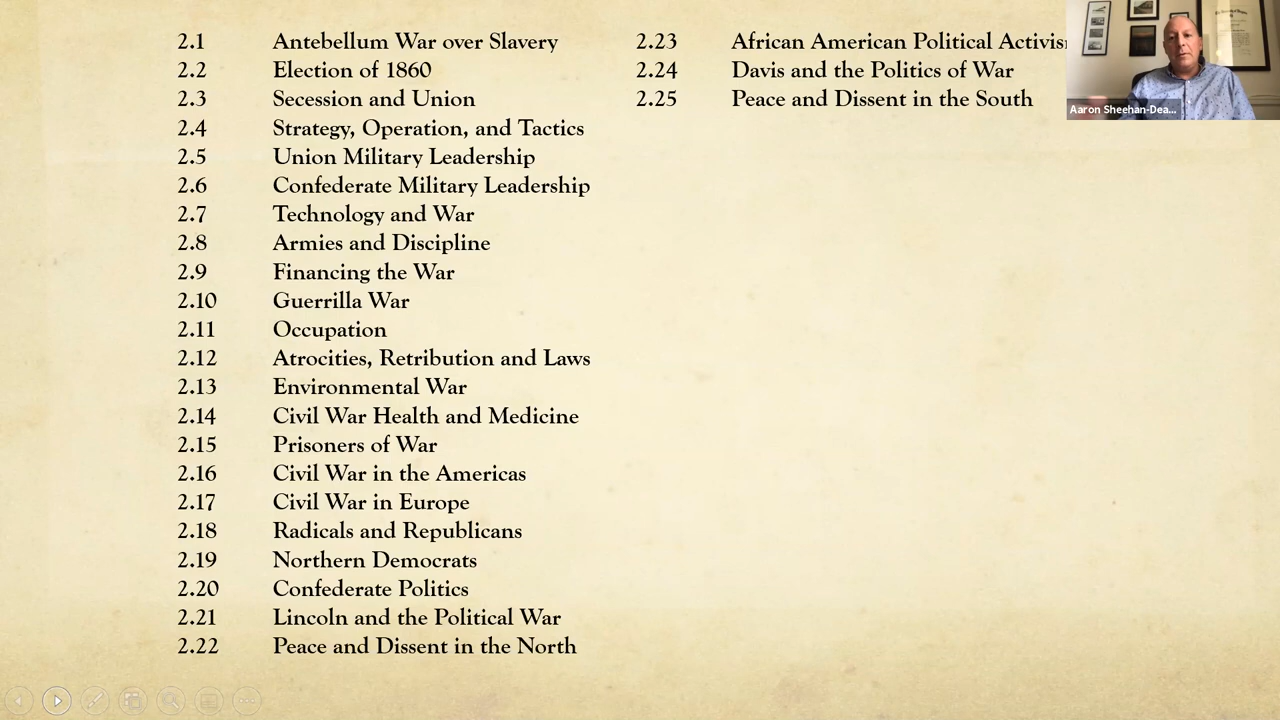 2.1 Antebellum War over Slavery
2.2 Election of 1860
2.3 Secession and Union
2.4 Strategy, Operation, and Tactics
2.5 Union Military Leadership
2.6 Confederate Military Leadership
2.7 Technology and War
2.8 Armies and Discipline
2.9 Financing the War
2.10 Guerrilla War
2.11 Occupation
2.12 Atrocities, Retribution and Laws
2.13 Environmental War
2.14 Civil War Health and Medicine
2.15 Prisoners of War
2.16 Civil War in the Americas
2.17 Civil War in Europe
2.18 Radicals and Republicans
2.19 Northern Democrats
2.20 Confederate Politics
2.21 Lincoln and the Political War
2.22 Peace and Dissent in the North
2.23 African American Political Activis
2.24 Davis and the Politics of War
2.25 Peace and Dissent in the South
Aaron Sheehan-Dea...